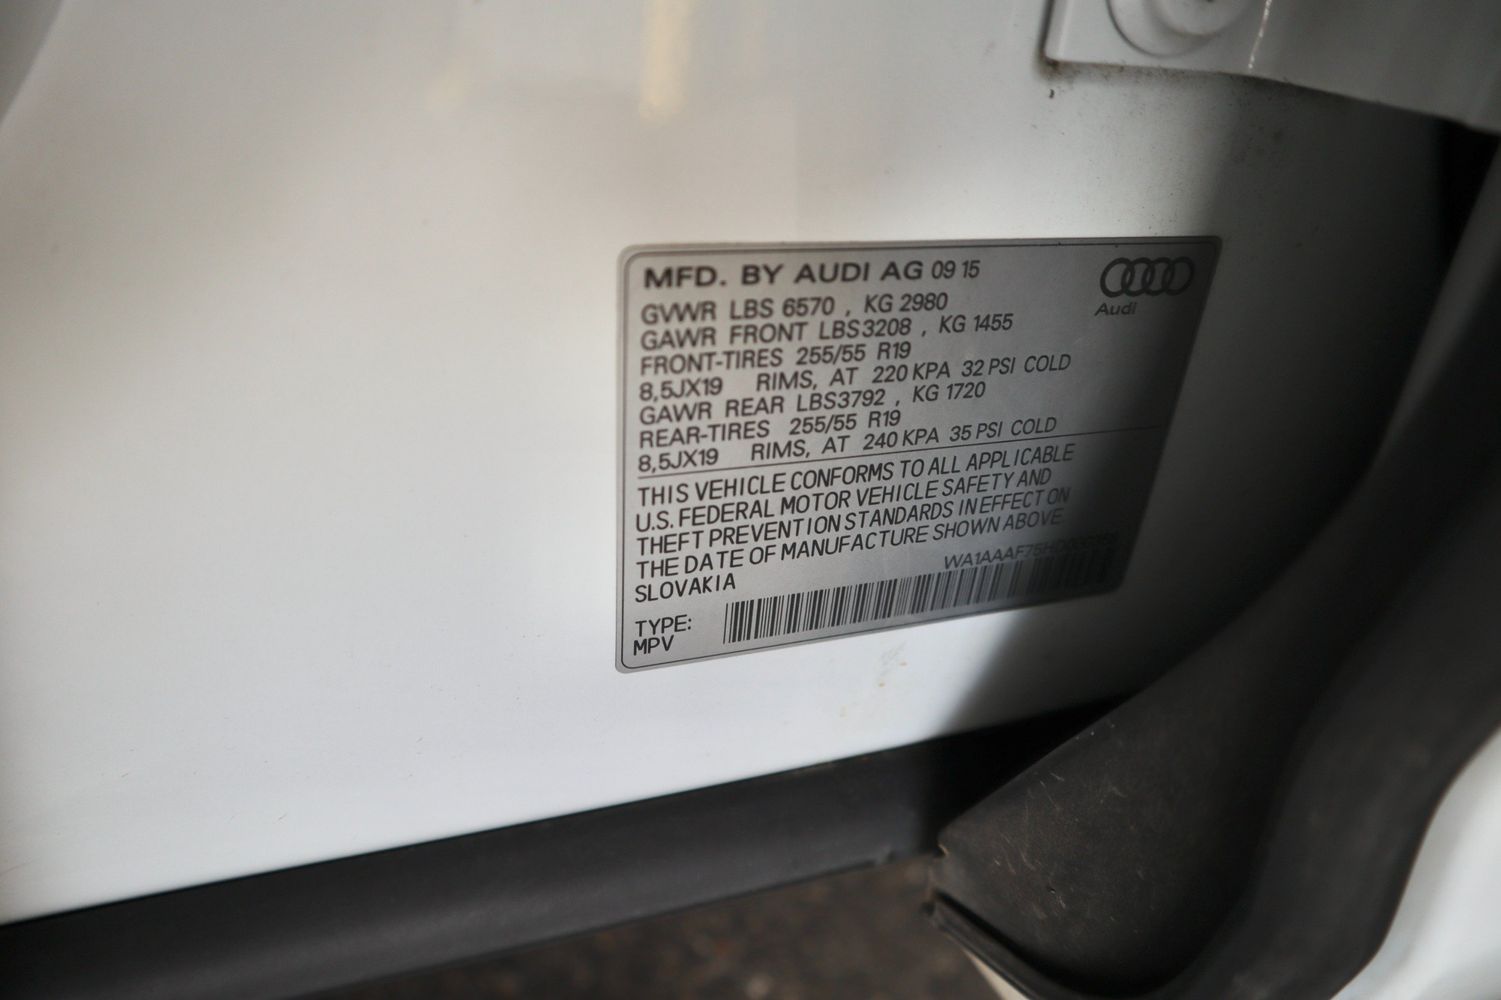 MFD. BY AUDI AG 09 15
Audi
GVWR LBS 6570 , KG 2980
GAWR FRONT LBS3208 , KG 1455
FRONT-TIRES 255/55 R19
8,5JX19 RIMS, AT 220 KPA 32 PSI COLD
GAWR REAR LBS3792 , KG 1720
REAR-TIRES 255/55 R19
8,5JX19 RIMS, AT 240 KPA 35 PSI COLD
THIS VEHICLE CONFORMS TO ALL APPLICABLE
U.S. FEDERAL MOTOR VEHICLE SAFETY AND
THEFT PREVENTION STANDARDS IN EFFECT ON
THE DATE OF MANUFACTURE SHOWN ABOVE.
SLOVAKIA
TYPE:
MPV